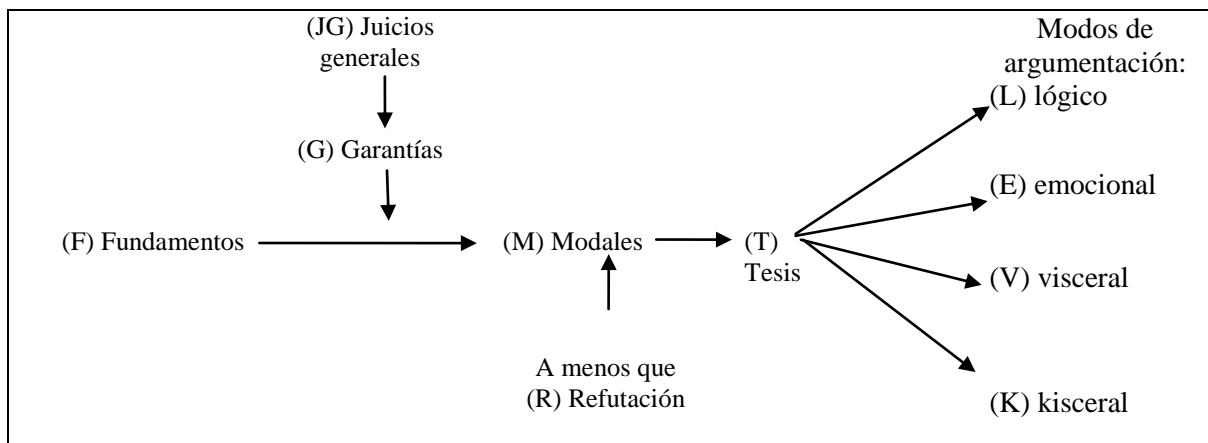 (JG) Juicios
generales
(G) Garantías
(F) Fundamentos
(M) Modales
(T)
Tesis
A menos que
(R) Refutación
Modos de
argumentación:
(L) lógico
(E) emocional
(V) visceral
(K) kisceral